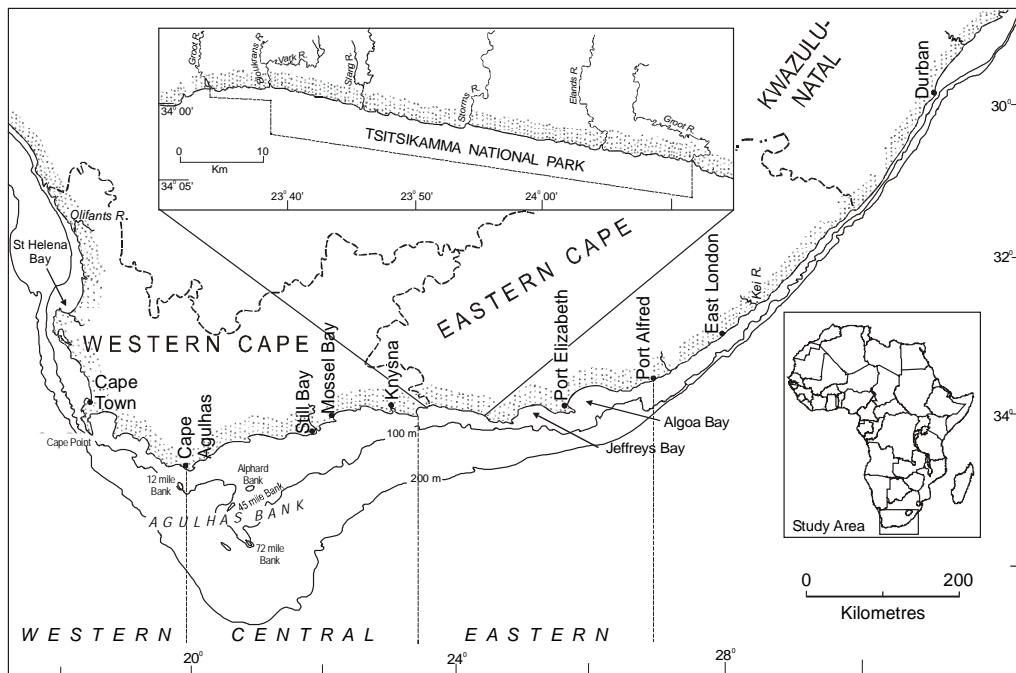 Groot R.
Boukrans R.
Vark R.
Starg R.
Storms R.
Elands R.
Groot R.
34° 00'
TSITSIKAMMA NATIONAL PARK
0 10
Km
34° 05'
23° 40'
23° 50'
24° 00'
KWAZULU-
NATAL
Durban
30°
Olifants R.
St Helena
Bay
32°
EASTERN CAPE
WESTERN CAPE
Kei R.
East London
Port Alfred
Port Elizabeth
Knysna
Mossel Bay
Still Bay
Cape
Town
Cape
Agulhas
Cape Point
34°
Algoa Bay
Jeffreys Bay
100 m
200 m
12 mile
Bank
Alphard
Bank
45 mile Bank
AGULHAS BANK
72 mile
Bank
Study Area
0 200
Kilometres
WESTERN CENTRAL EASTERN
20°
24°
28°